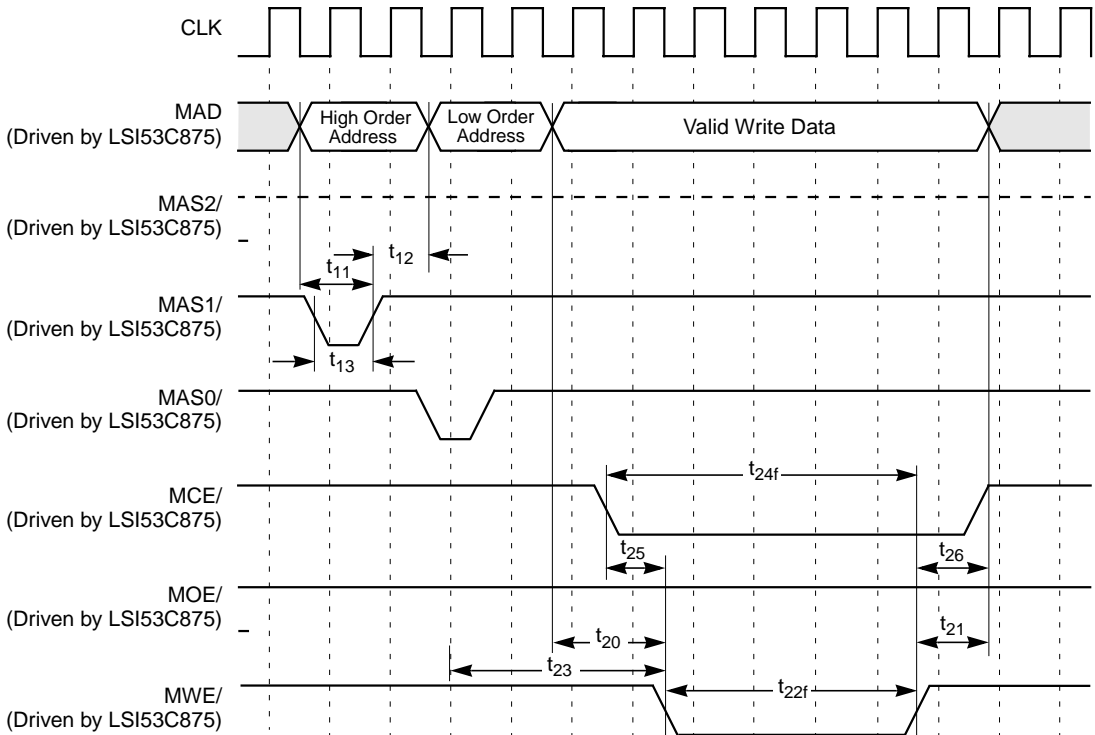 CLK
MAD
(Driven by LSI53C875)
High Order
Address
Low Order
Address
Valid Write Data
MAS2/
(Driven by LSI53C875)
t12
t11
MAS1/
(Driven by LSI53C875)
t13
MAS0/
(Driven by LSI53C875)
t24f
MCE/
(Driven by LSI53C875)
t25
t26
MOE/
(Driven by LSI53C875)
t20
t21
t23
MWE/
(Driven by LSI53C875)
t22f